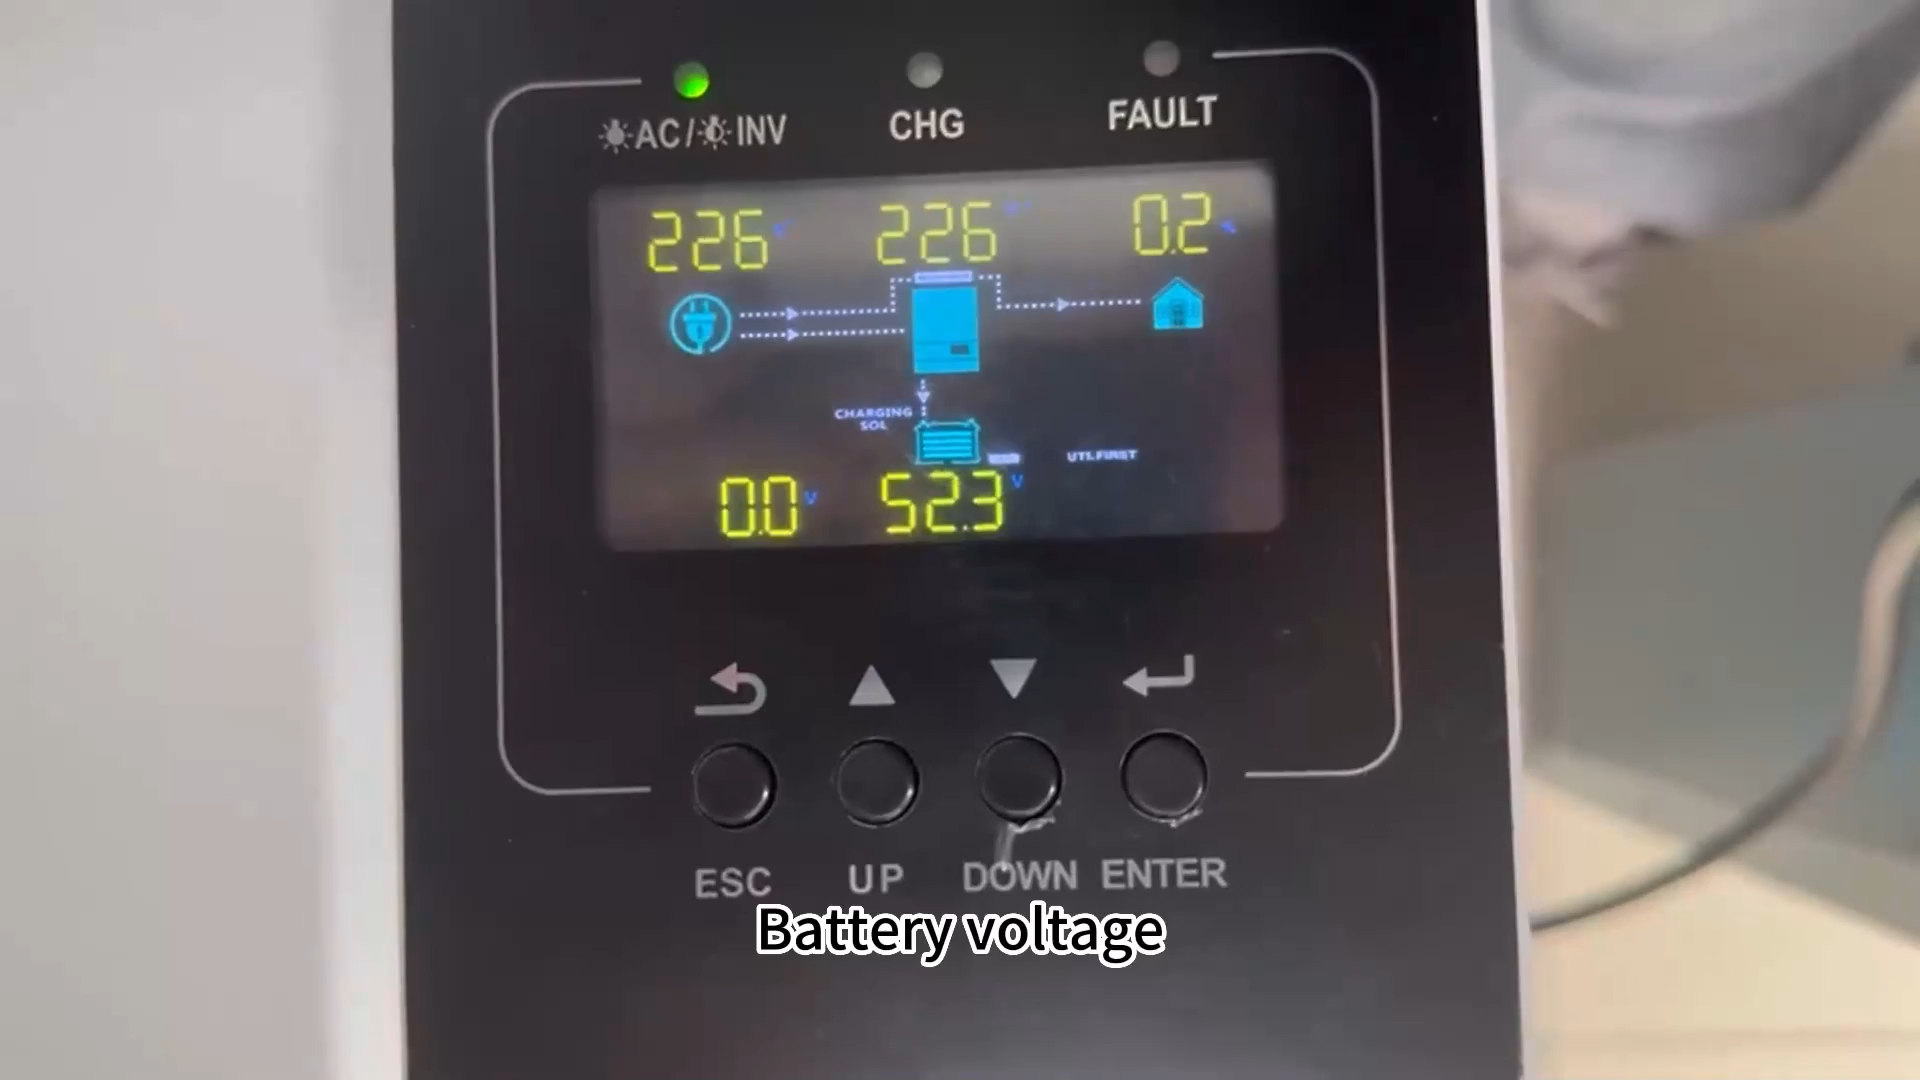 AC/ INV
CHG
FAULT
226 V
226
0.2
CHARGING
SOL
UTI.FIRST
0.0 V
52.3 V
ESC
UP
DOWN
ENTER
Battery voltage